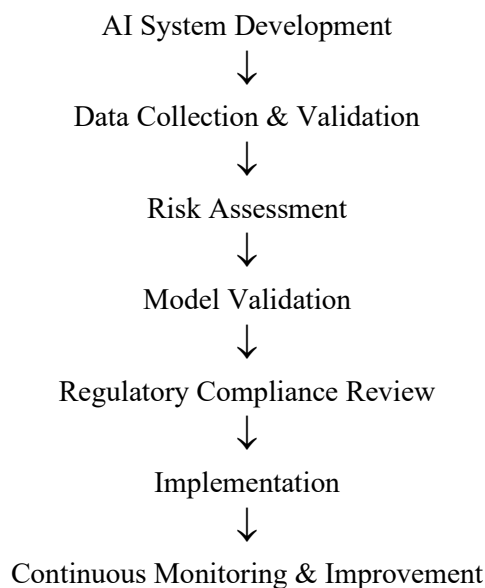 AI System Development
↓
Data Collection & Validation
↓
Risk Assessment
↓
Model Validation
↓
Regulatory Compliance Review
↓
Implementation
↓
Continuous Monitoring & Improvement